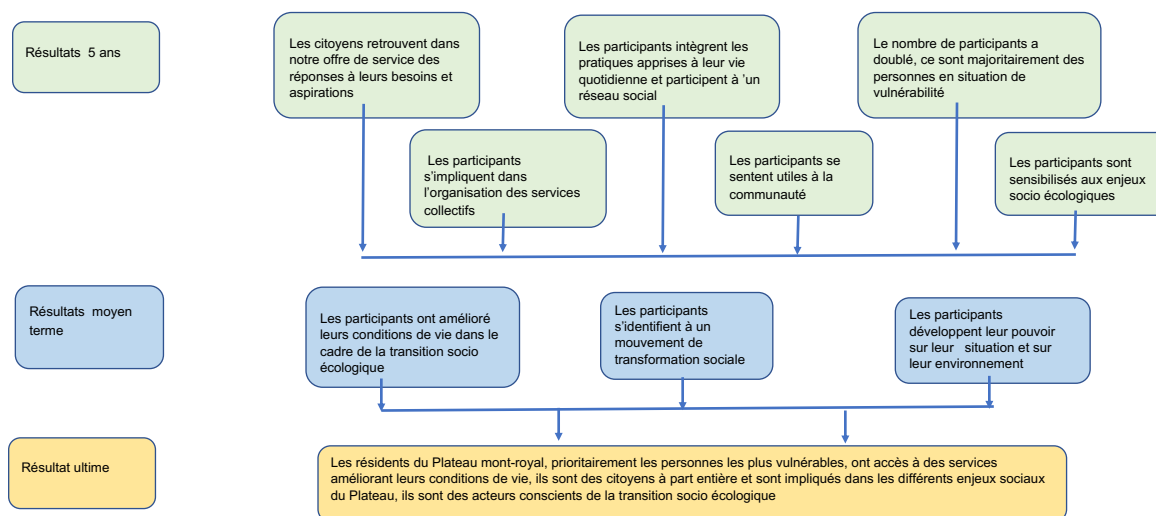 Résultats 5 ans
Les citoyens retrouvent dans
notre offre de service des
réponses à leurs besoins et
aspirations
Les participants intègrent les
pratiques apprises à leur vie
quotidienne et participent à 'un
réseau social
Le nombre de participants a
doublé, ce sont majoritairement des
personnes en situation de
vulnérabilité
Les participants
s'impliquent dans
l'organisation des services
collectifs
Les participants se
sentent utiles à la
communauté
Les participants sont
sensibilisés aux enjeux
socio écologiques
Résultats moyen
terme
Les participants ont amélioré
leurs conditions de vie dans le
cadre de la transition socio
écologique
Les participants
s'identifient à un
mouvement de
transformation sociale
Les participants
développent leur pouvoir
sur leur situation et sur
leur environnement
Résultat ultime
Les résidents du Plateau mont-royal, prioritairement les personnes les plus vulnérables, ont accès à des services
améliorant leurs conditions de vie, ils sont des citoyens à part entière et sont impliqués dans les différents enjeux sociaux
du Plateau, ils sont des acteurs conscients de la transition socio écologique